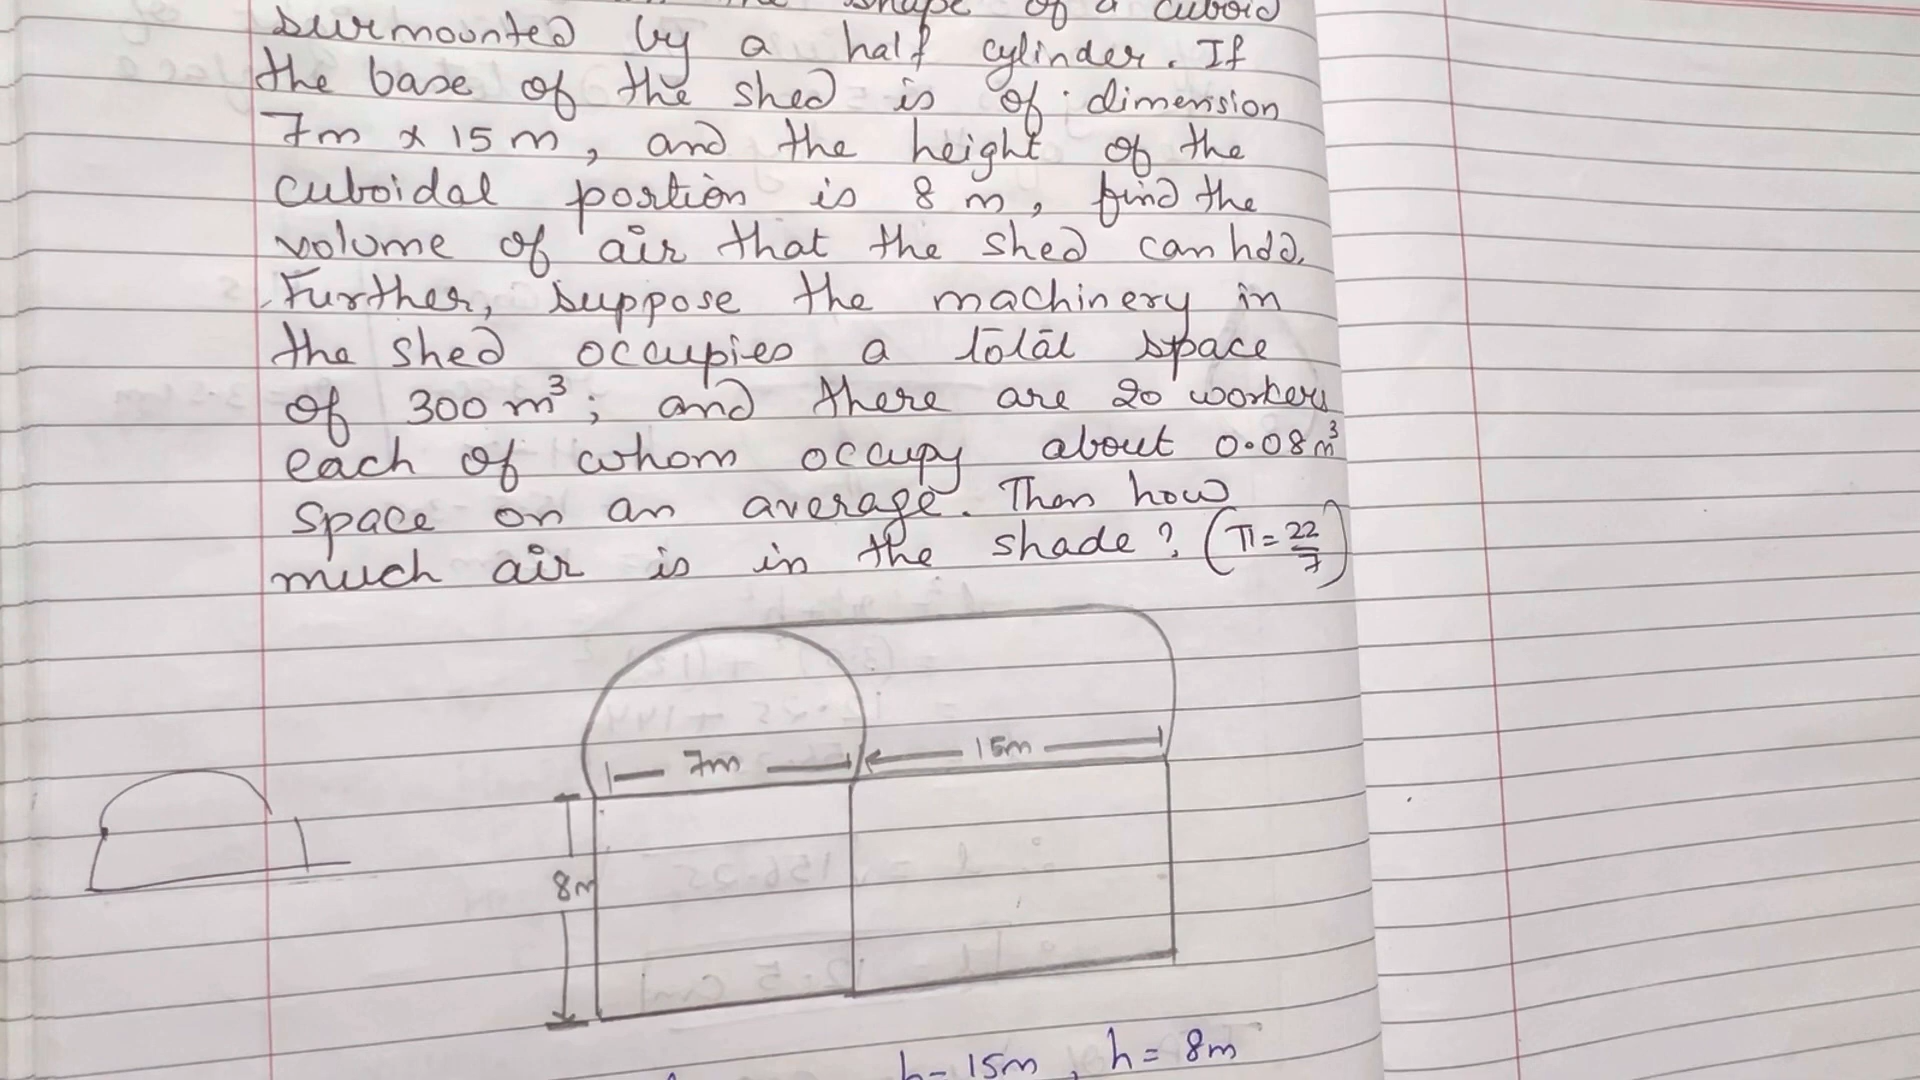 shape of a cuboid
surmounted by a half cylinder. If
the base of the shed is of dimension
7m x 15 m, and the height of the
cuboidal portion is 8 m, find the
volume of air that the shed can hold.
Further, suppose the machinery in
the shed occupies a total space
of 300 m³; and there are 20 workers
each of whom occupy about 0.08 m³
space on an average. Then how
much air is in the shade? (π = 22/7)
7m
15m
8m
b = 15m, h = 8m